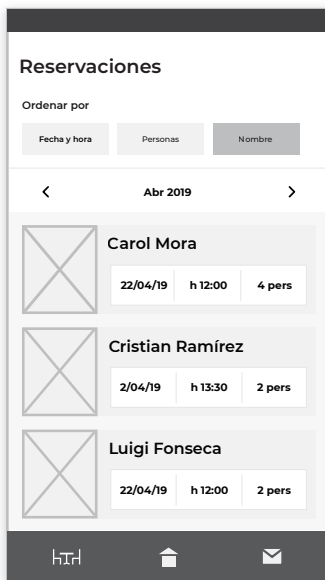 Reservaciones
Ordenar por
Fecha y hora Personas Nombre
Abr 2019
Carol Mora
22/04/19 h 12:00 4 pers
Cristian Ramírez
2/04/19 h 13:30 2 pers
Luigi Fonseca
22/04/19 h 12:00 2 pers